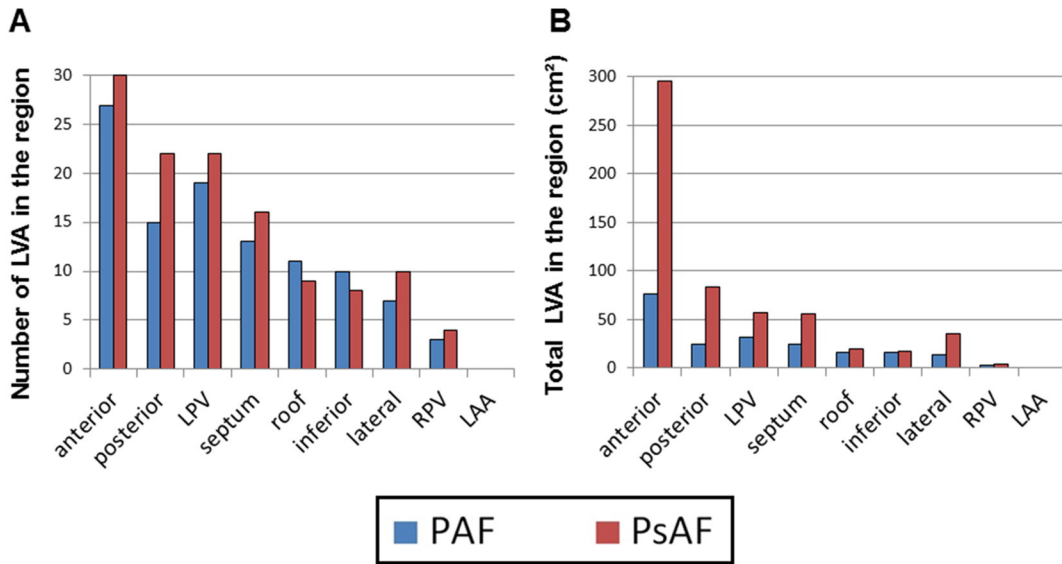 A
Number of LVA in the region
30
25
20
15
10
5
0
anterior
posterior
LPV
septum
roof
inferior
lateral
RPV
LAA
B
Total LVA in the region (cm²)
300
250
200
150
100
50
0
anterior
posterior
LPV
septum
roof
inferior
lateral
RPV
LAA
PAF PsAF